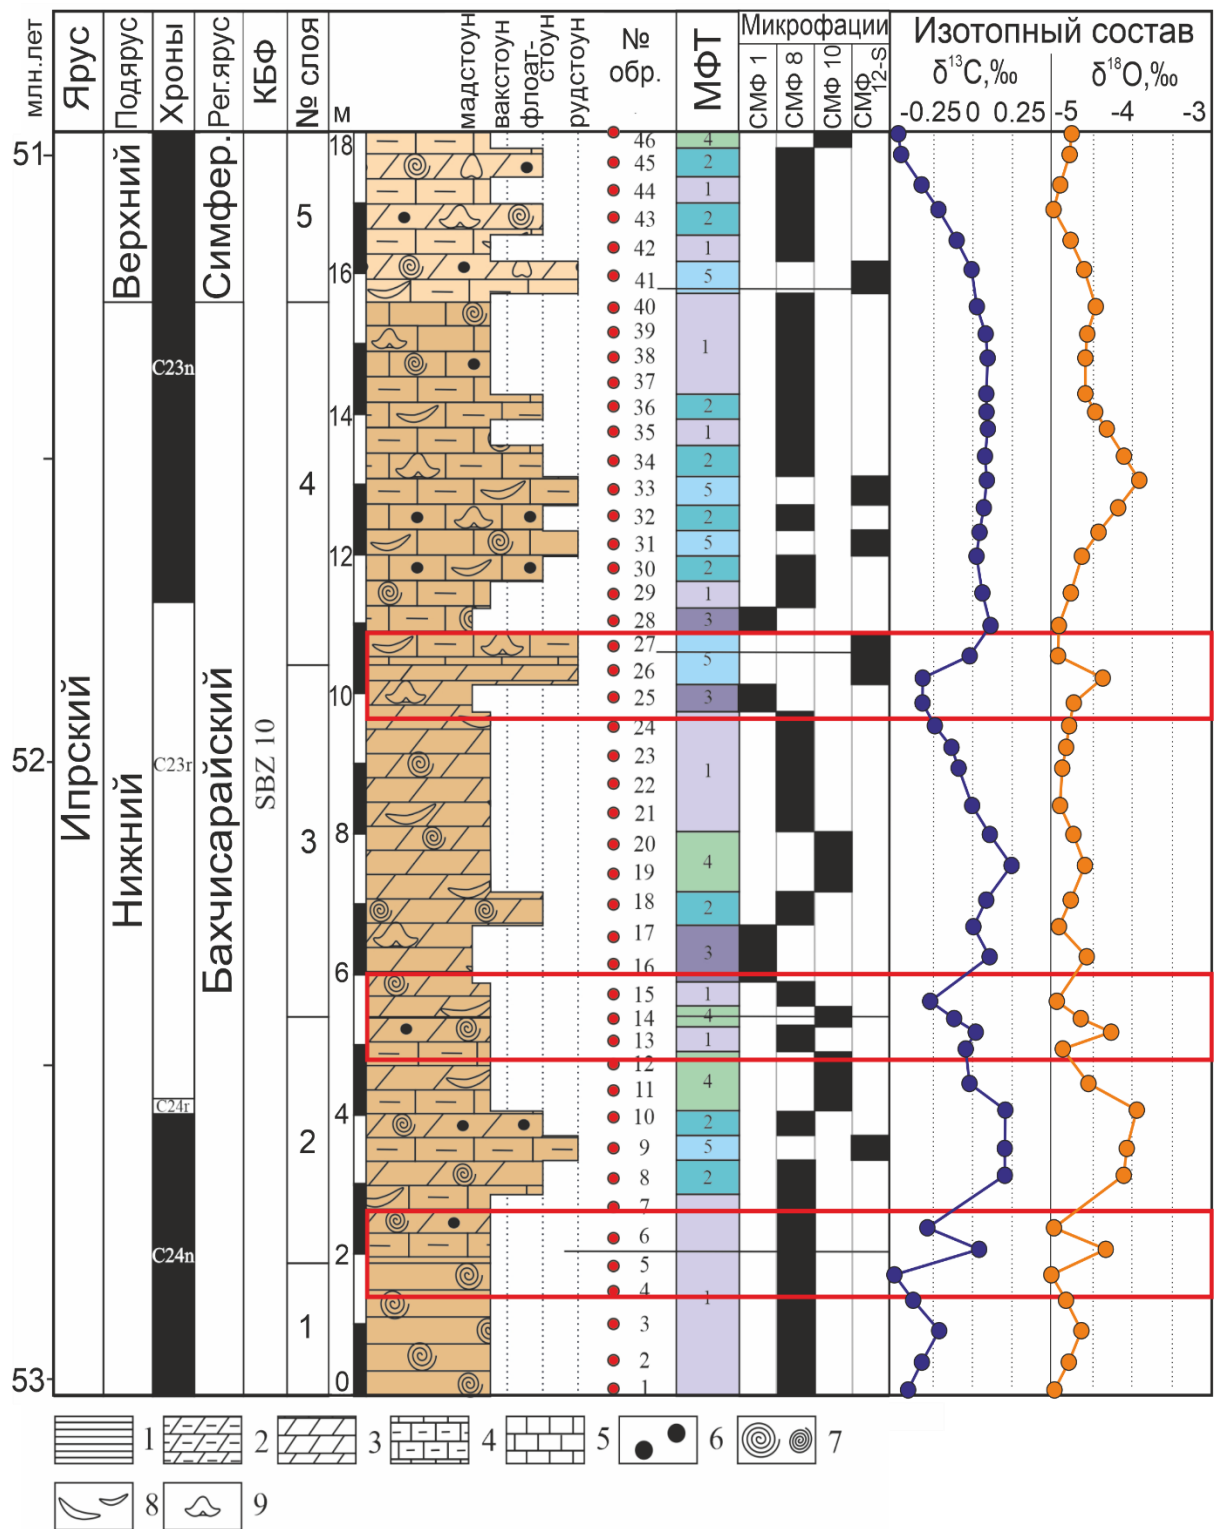 млн.лет
Ярус
Подярус
Хроны
Рег.ярус
КБФ
№ слоя
м
мадстоун
вакстоун
флоат-
стоун
рудстоун
№
обр.
МФТ
Микрофации
СМФ 1
СМФ 8
СМФ 10
СМФ
12-S
Изотопный состав
δ13C,‰
δ18O,‰
-0.25 0 0.25
-5 -4 -3
51
52
53
Ипрский
Верхний
Нижний
C23n
C23r
C24r
C24n
Симфер.
Бахчисарайский
SBZ 10
5
4
3
2
1
18
16
14
12
10
8
6
4
2
0
46
45
44
43
42
41
40
39
38
37
36
35
34
33
32
31
30
29
28
27
26
25
24
23
22
21
20
19
18
17
16
15
14
13
12
11
10
9
8
7
6
5
4
3
2
1
4
2
1
2
1
5
1
2
1
2
5
2
5
2
1
3
5
3
1
4
2
3
1
4
1
4
2
5
2
1
1 2 3 4 5 6 7
8 9